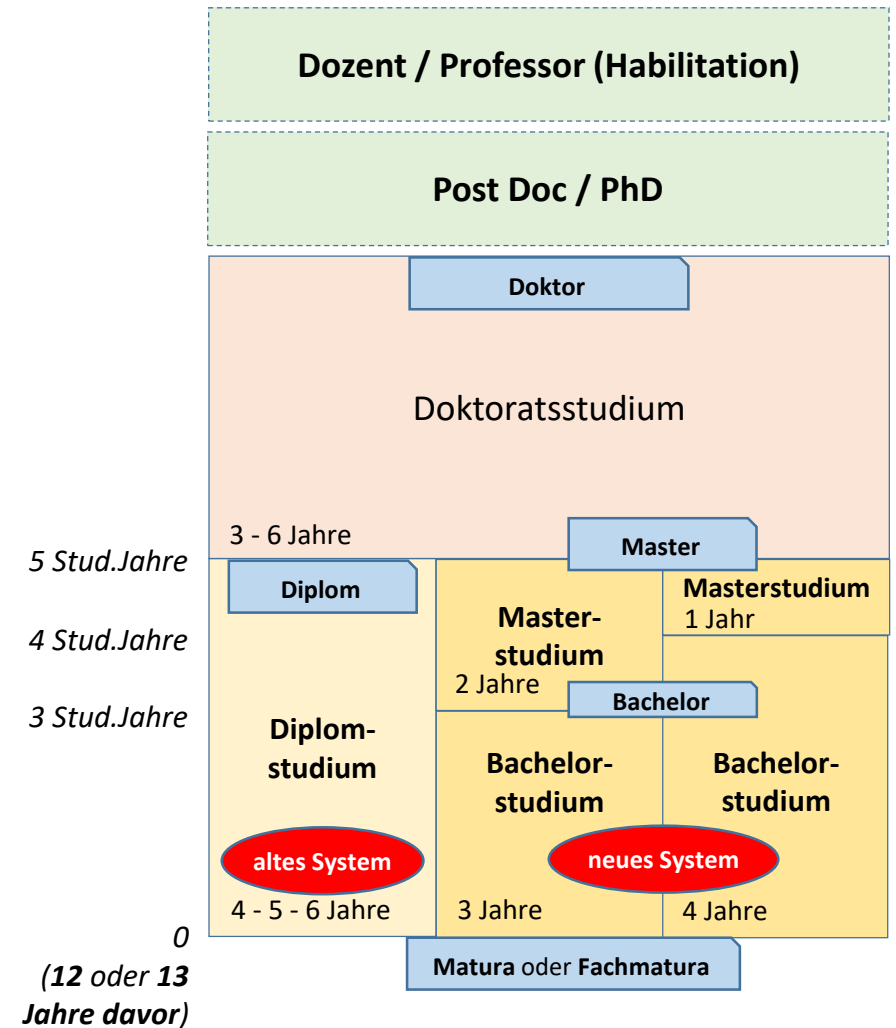 Dozent / Professor (Habilitation)
Post Doc / PhD
Doktor
Doktoratsstudium
3 - 6 Jahre
Master
5 Stud.Jahre
Diplom
Master-
studium
2 Jahre
Masterstudium
1 Jahr
4 Stud.Jahre
Bachelor
3 Stud.Jahre
Diplom-
studium
Bachelor-
studium
Bachelor-
studium
altes System
neues System
4 - 5 - 6 Jahre
3 Jahre
4 Jahre
0
(12 oder 13
Jahre davor)
Matura oder Fachmatura